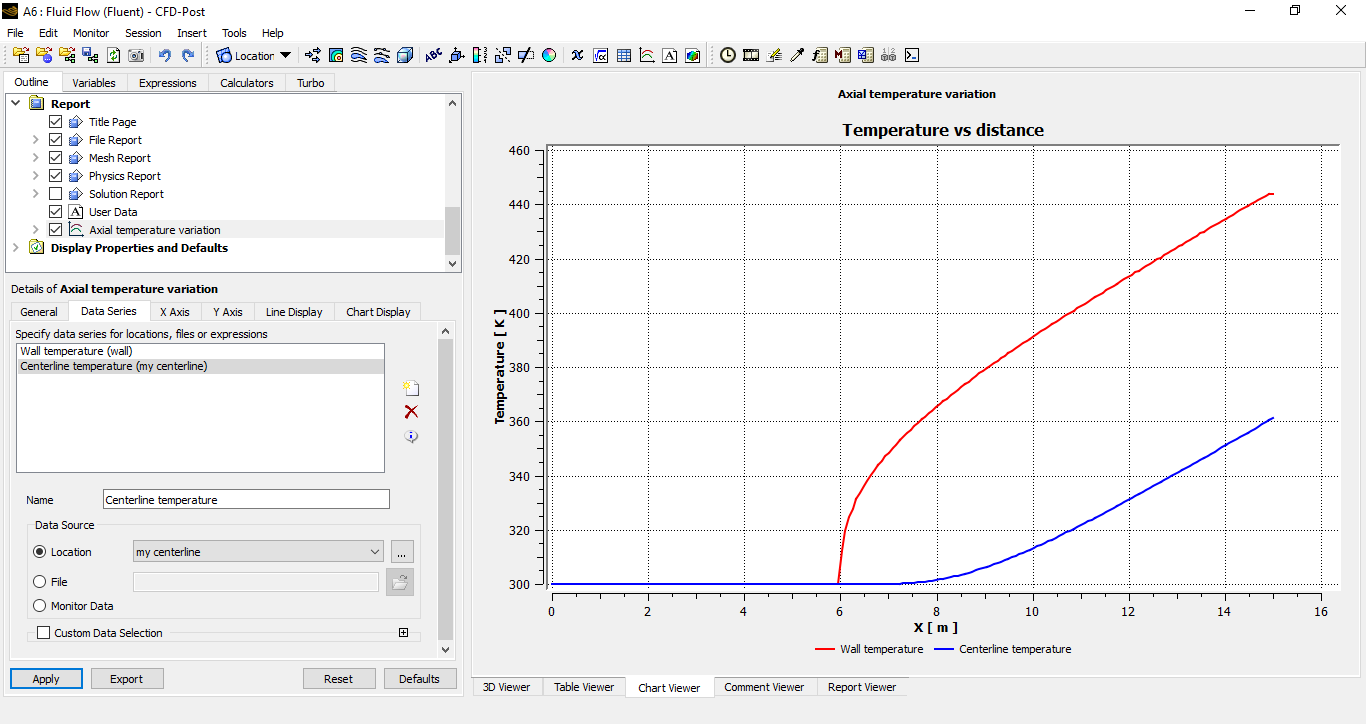 A6 : Fluid Flow (Fluent) - CFD-Post
File Edit Monitor Session Insert Tools Help
Location
Outline Variables Expressions Calculators Turbo
Report
Title Page
File Report
Mesh Report
Physics Report
Solution Report
User Data
Axial temperature variation
Display Properties and Defaults
Details of Axial temperature variation
General Data Series X Axis Y Axis Line Display Chart Display
Specify data series for locations, files or expressions
Wall temperature (wall)
Centerline temperature (my centerline)
Name Centerline temperature
Data Source
Location my centerline ...
File
Monitor Data
Custom Data Selection
Apply Export Reset Defaults
Axial temperature variation
Temperature vs distance
Temperature [ K ]
460
440
420
400
380
360
340
320
300
0 2 4 6 8 10 12 14 16
X [ m ]
Wall temperature Centerline temperature
3D Viewer Table Viewer Chart Viewer Comment Viewer Report Viewer